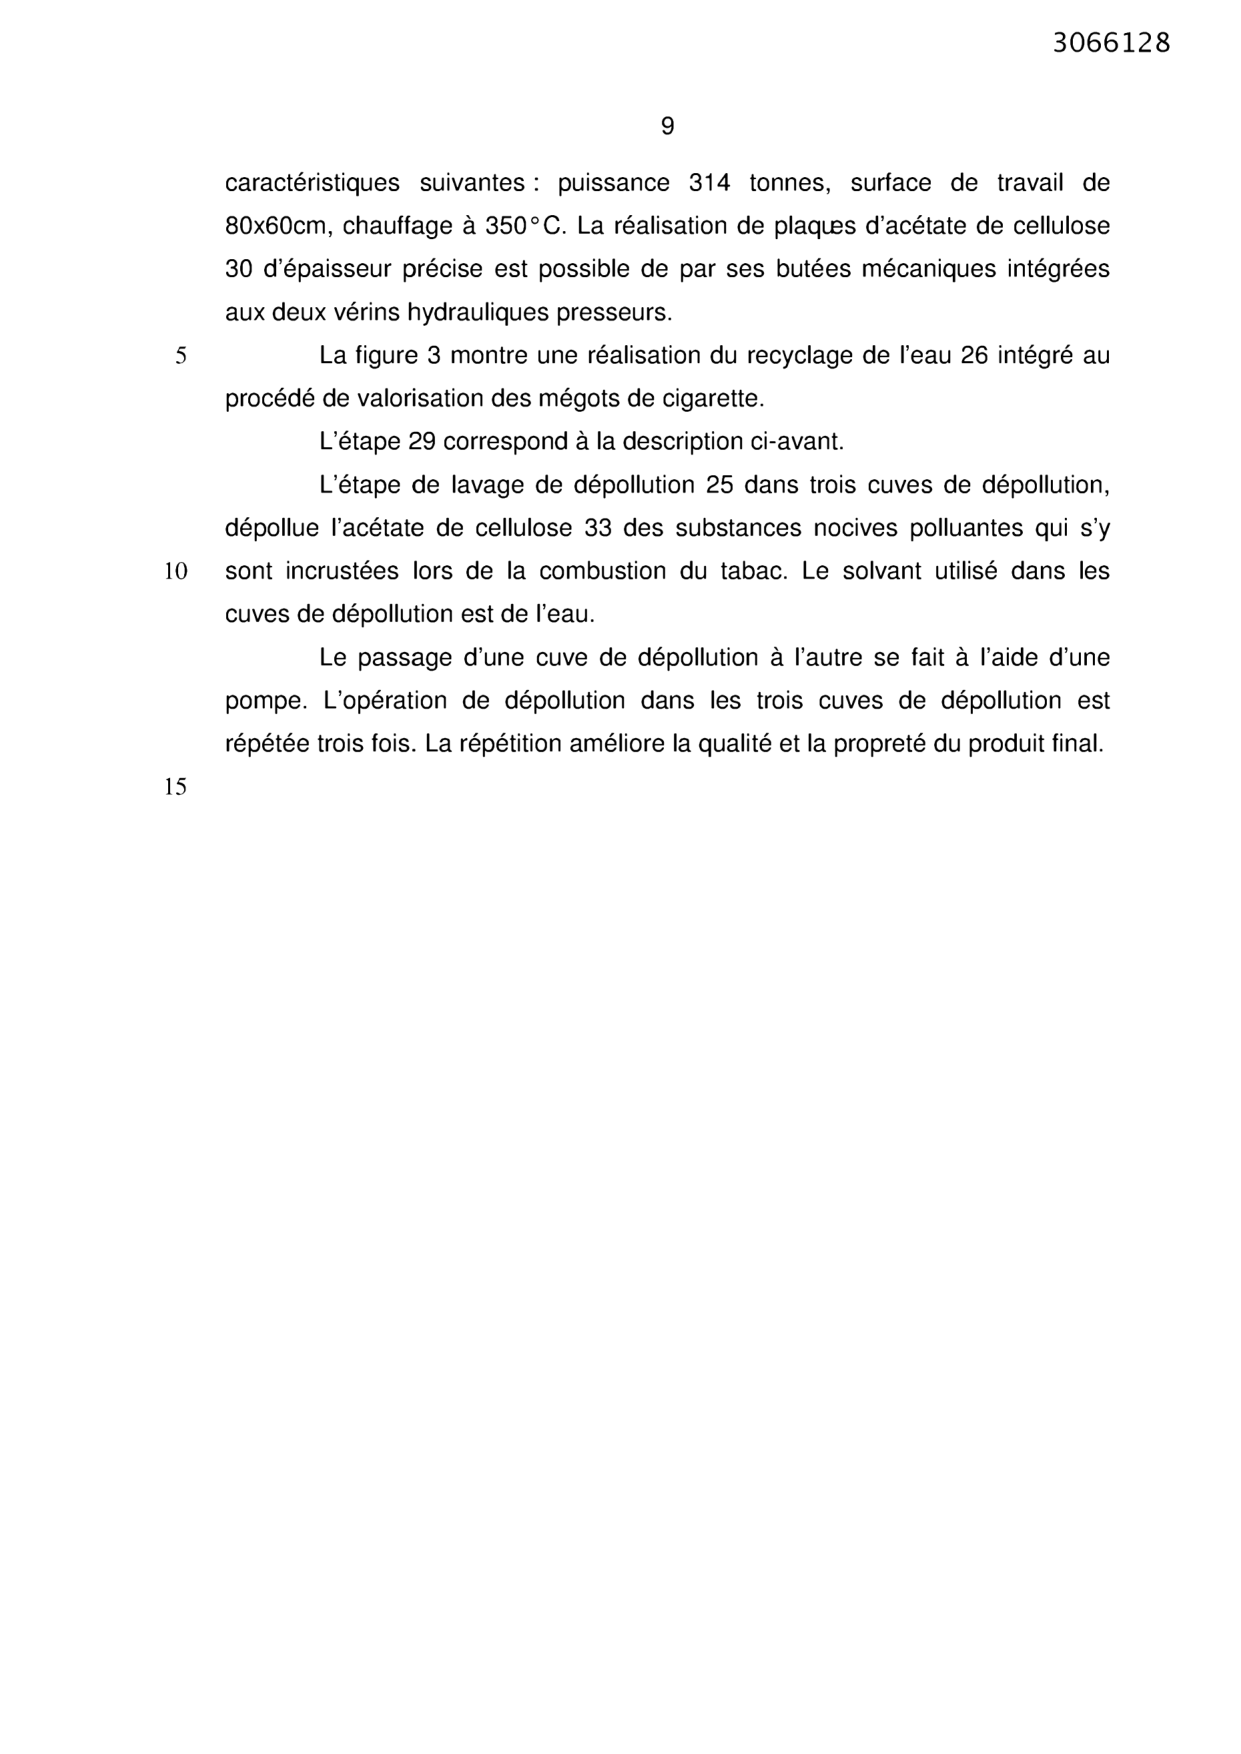 3066128
9
caractéristiques suivantes : puissance 314 tonnes, surface de travail de
80x60cm, chauffage à 350°C. La réalisation de plaques d'acétate de cellulose
30 d'épaisseur précise est possible de par ses butées mécaniques intégrées
aux deux vérins hydrauliques presseurs.
5 La figure 3 montre une réalisation du recyclage de l'eau 26 intégré au
procédé de valorisation des mégots de cigarette.
L'étape 29 correspond à la description ci-avant.
L'étape de lavage de dépollution 25 dans trois cuves de dépollution,
dépollue l'acétate de cellulose 33 des substances nocives polluantes qui s'y
10 sont incrustées lors de la combustion du tabac. Le solvant utilisé dans les
cuves de dépollution est de l'eau.
Le passage d'une cuve de dépollution à l'autre se fait à l'aide d'une
pompe. L'opération de dépollution dans les trois cuves de dépollution est
répétée trois fois. La répétition améliore la qualité et la propreté du produit final.
15